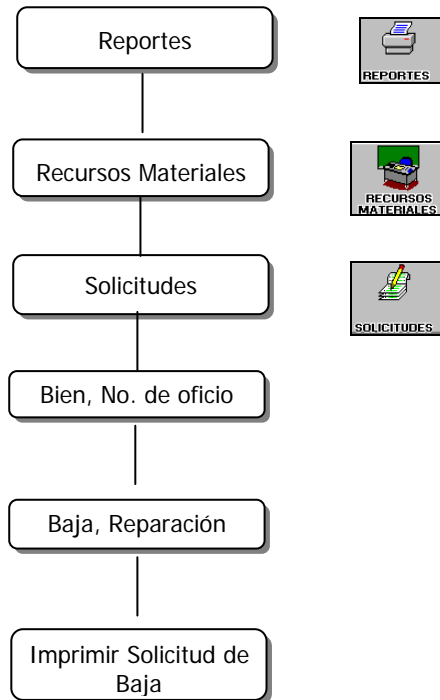 Reportes
REPORTES
Recursos Materiales
RECURSOS
MATERIALES
Solicitudes
SOLICITUDES
Bien, No. de oficio
Baja, Reparación
Imprimir Solicitud de
Baja